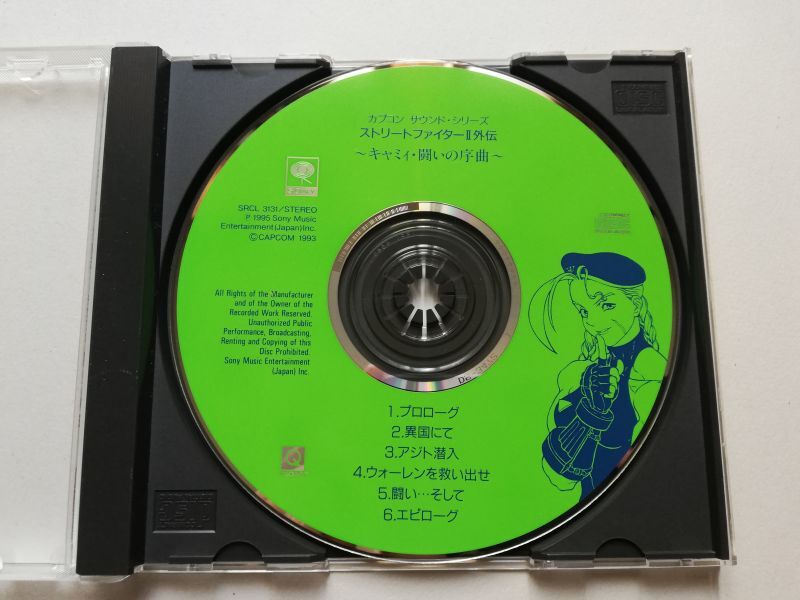 カプコン サウンド・シリーズ
ストリートファイターⅡ外伝
～キャミィ・闘いの序曲～
SRCL 3131/STEREO
℗ 1995 Sony Music
Entertainment(Japan)Inc.
©CAPCOM 1993
All Rights of the Manufacturer
and of the Owner of the
Recorded Work Reserved.
Unauthorized Public
Performance, Broadcasting,
Renting and Copying of this
Disc Prohibited.
Sony Music Entertainment
(Japan) Inc.
1.プロローグ
2.異国にて
3.アジト潜入
4.ウォーレンを救い出せ
5.闘い…そして
6.エピローグ